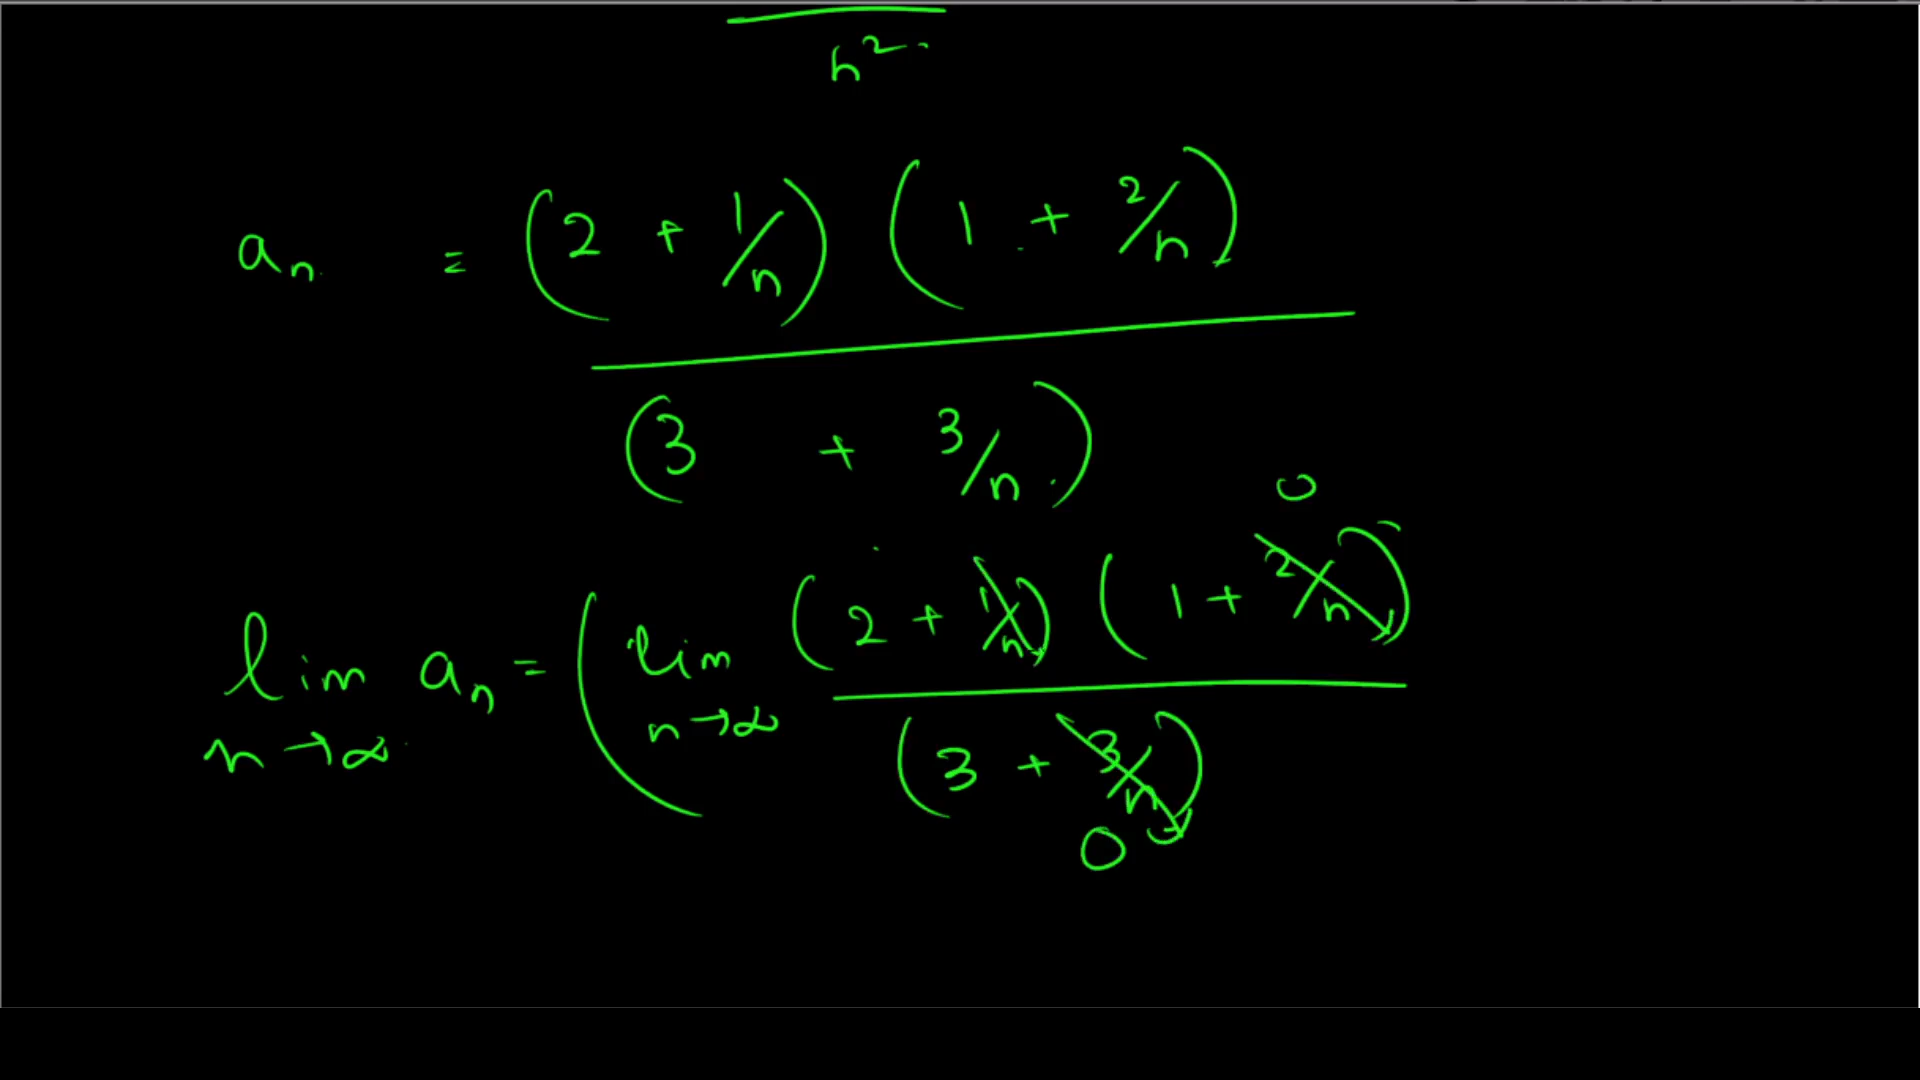 n²
aₙ = (2 + 1/n) (1 + 2/n)
(3 + 3/n)
0
lim aₙ = ( lim (2 + 1/n) (1 + 2/n)
n→∞ n→∞ (3 + 3/n)
0